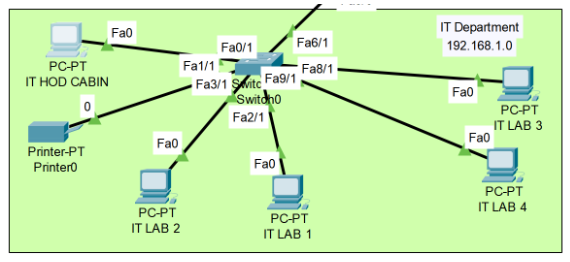 Fa0
PC-PT
IT HOD CABIN
Fa0/1
Fa1/1
Fa3/1
Fa6/1
Fa8/1
Fa9/1
Fa2/1
Switch0
IT Department
192.168.1.0
Fa0
PC-PT
IT LAB 3
0
Printer-PT
Printer0
Fa0
PC-PT
IT LAB 2
Fa0
PC-PT
IT LAB 1
Fa0
PC-PT
IT LAB 4